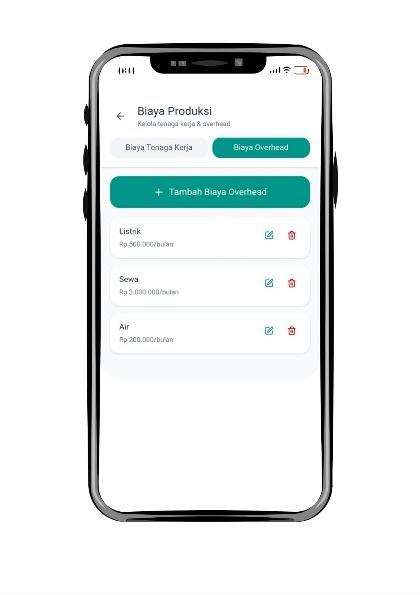 Biaya Produksi
Kelola tenaga kerja & overhead
Biaya Tenaga Kerja
Biaya Overhead
+ Tambah Biaya Overhead
Listrik
Rp 500.000/bulan
Sewa
Rp 3.000.000/bulan
Air
Rp 200.000/bulan